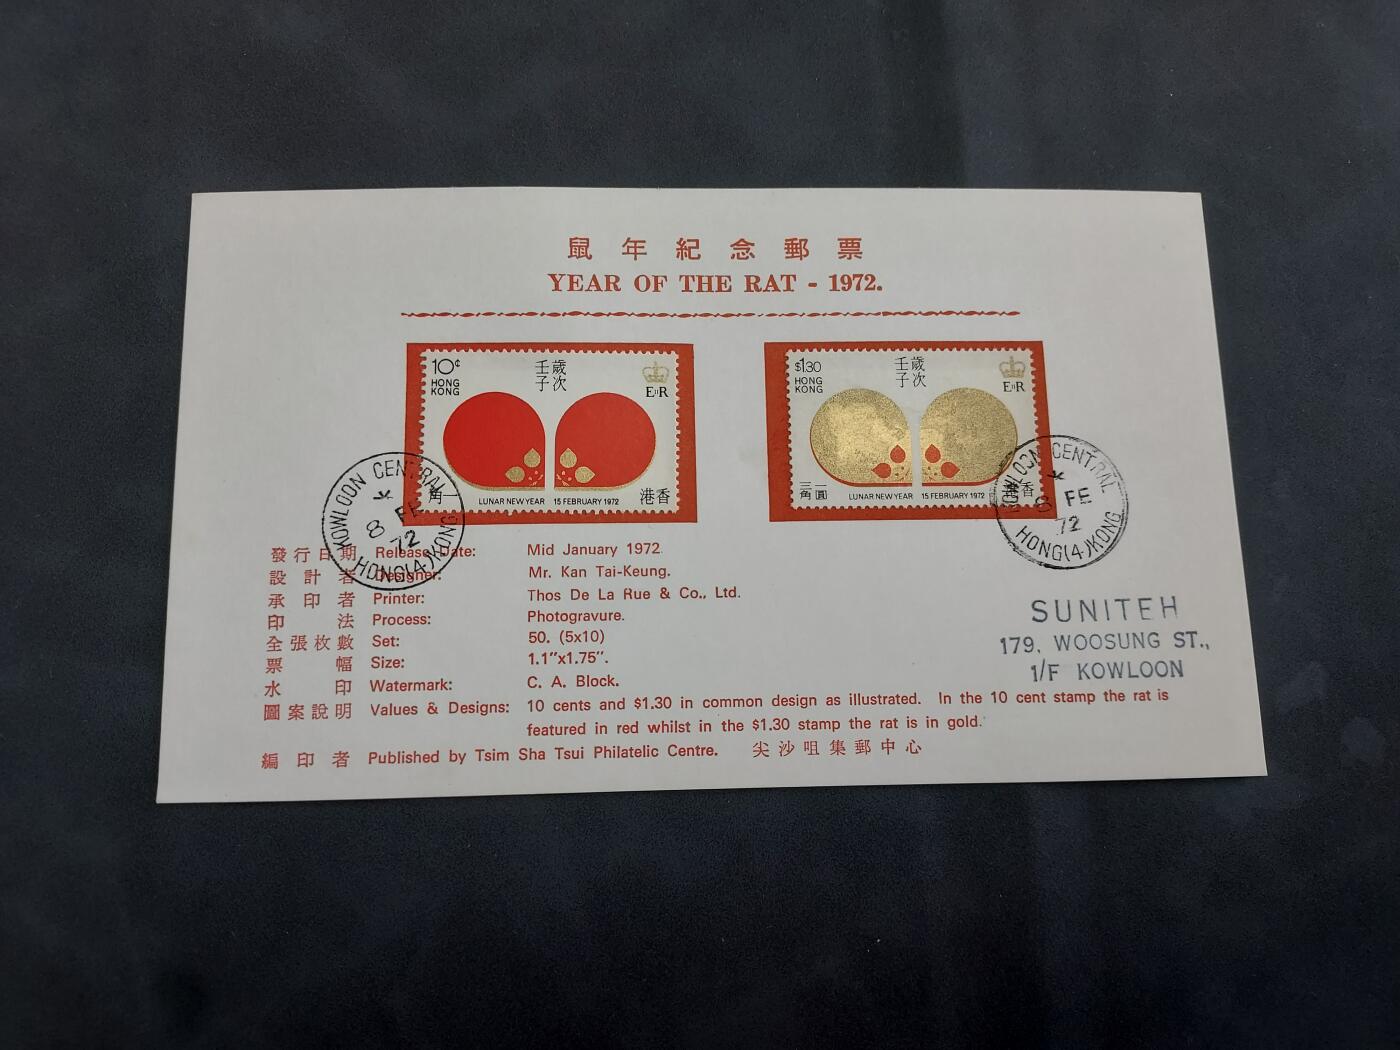 鼠年紀念郵票
YEAR OF THE RAT - 1972.
10¢
HONG KONG
歲次壬子
E II R
一角
LUNAR NEW YEAR 15 FEBRUARY 1972
香港
$1.30
HONG KONG
歲次壬子
E II R
一圓三角
LUNAR NEW YEAR 15 FEBRUARY 1972
香港
KOWLOON CENTRAL
8 FE
72
HONG(4)KONG
KOWLOON CENTRAL
8 FE
72
HONG(4)KONG
發行日期 Release Date: Mid January 1972.
設計者 Designer: Mr. Kan Tai-Keung.
承印者 Printer: Thos De La Rue & Co., Ltd.
印法 Process: Photogravure.
全張枚數 Set: 50. (5x10)
票幅 Size: 1.1"x1.75".
水印 Watermark: C. A. Block.
圖案說明 Values & Designs: 10 cents and $1.30 in common design as illustrated. In the 10 cent stamp the rat is
featured in red whilst in the $1.30 stamp the rat is in gold.
編印者 Published by Tsim Sha Tsui Philatelic Centre. 尖沙咀集郵中心
SUNITEH
179, WOOSUNG ST.,
1/F KOWLOON